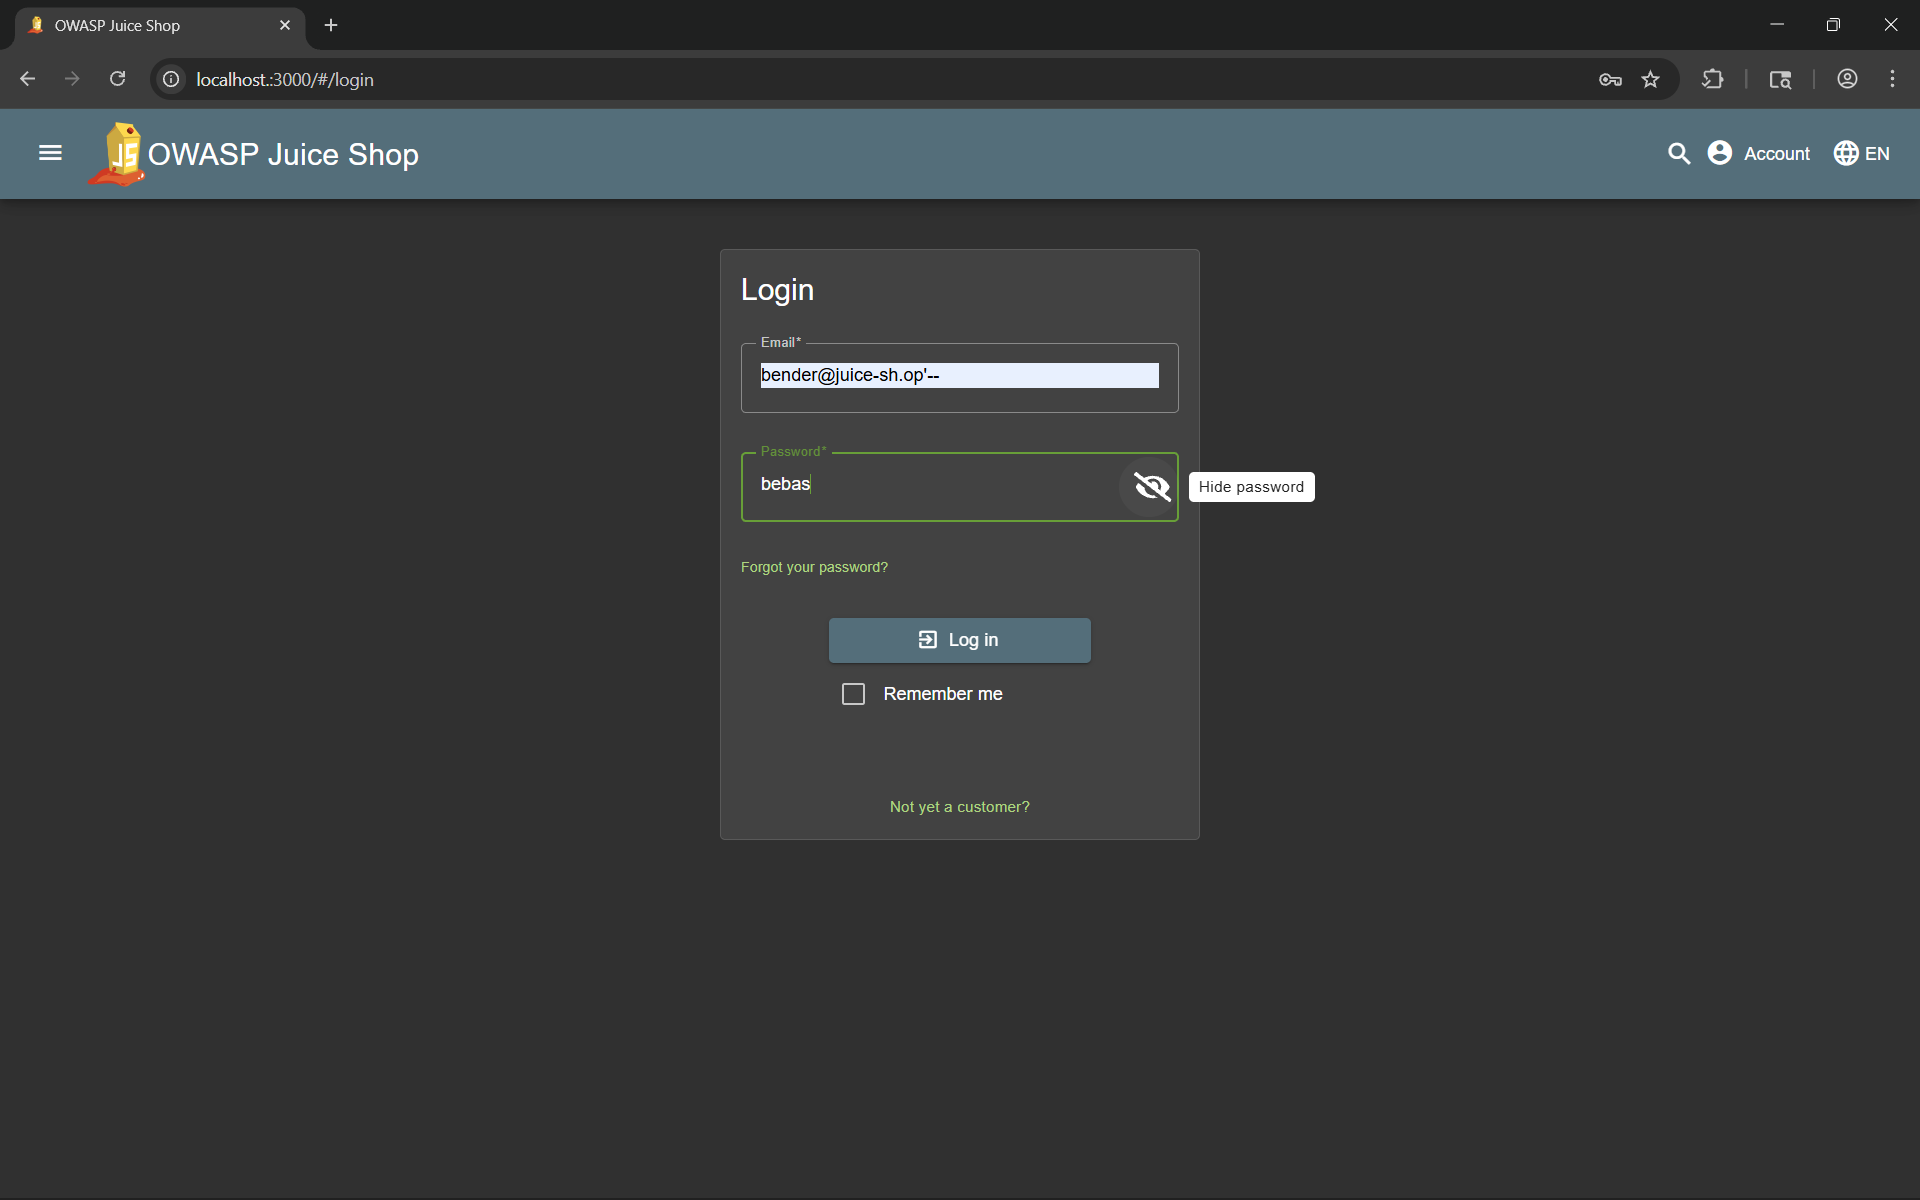 OWASP Juice Shop
localhost:3000/#/login
OWASP Juice Shop
Account
EN
Login
Email*
bender@juice-sh.op'--
Password*
bebas
Hide password
Forgot your password?
Log in
Remember me
Not yet a customer?